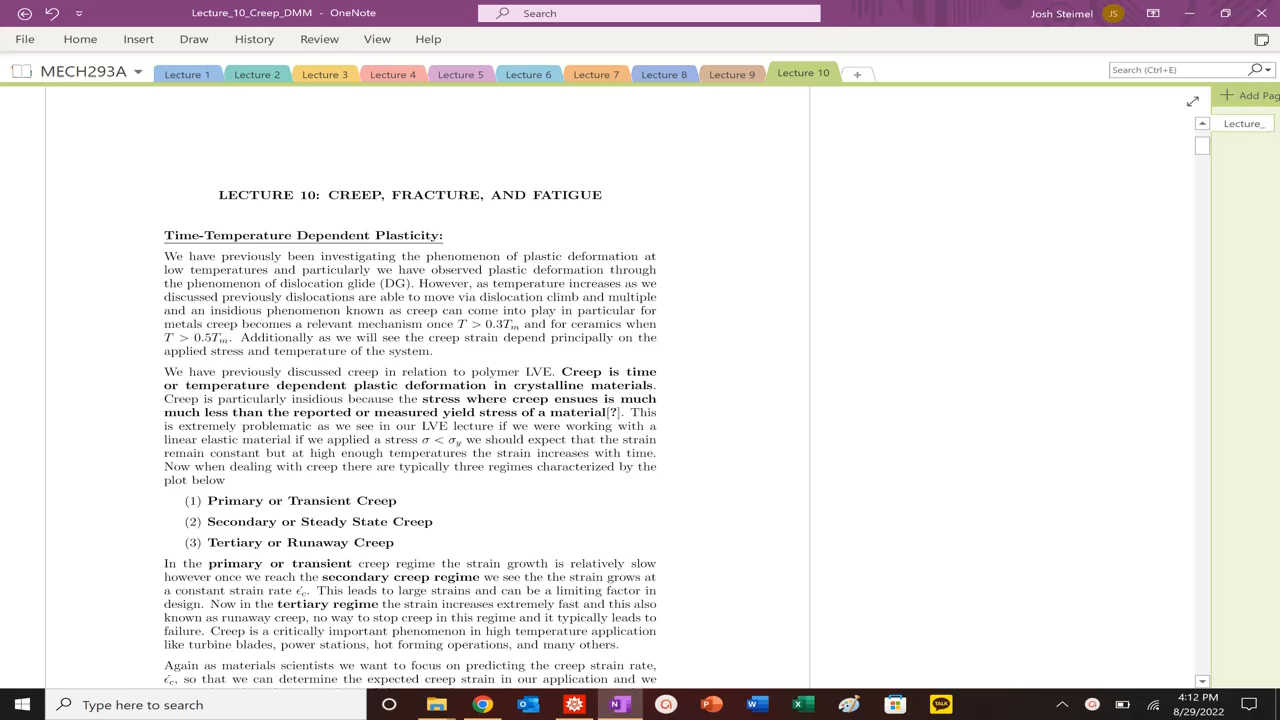 Lecture_10_Creep_DMM - OneNote
Search
Josh Steimel
JS
File Home Insert Draw History Review View Help
MECH293A
Lecture 1 Lecture 2 Lecture 3 Lecture 4 Lecture 5 Lecture 6 Lecture 7 Lecture 8 Lecture 9 Lecture 10 +
Search (Ctrl+E)
+ Add Pag
Lecture_
LECTURE 10: CREEP, FRACTURE, AND FATIGUE
Time-Temperature Dependent Plasticity:
We have previously been investigating the phenomenon of plastic deformation at
low temperatures and particularly we have observed plastic deformation through
the phenomenon of dislocation glide (DG). However, as temperature increases as we
discussed previously dislocations are able to move via dislocation climb and multiple
and an insidious phenomenon known as creep can come into play in particular for
metals creep becomes a relevant mechanism once T > 0.3Tm and for ceramics when
T > 0.5Tm. Additionally as we will see the creep strain depend principally on the
applied stress and temperature of the system.
We have previously discussed creep in relation to polymer LVE. Creep is time
or temperature dependent plastic deformation in crystalline materials.
Creep is particularly insidious because the stress where creep ensues is much
much less than the reported or measured yield stress of a material[?]. This
is extremely problematic as we see in our LVE lecture if we were working with a
linear elastic material if we applied a stress σ < σy we should expect that the strain
remain constant but at high enough temperatures the strain increases with time.
Now when dealing with creep there are typically three regimes characterized by the
plot below
(1) Primary or Transient Creep
(2) Secondary or Steady State Creep
(3) Tertiary or Runaway Creep
In the primary or transient creep regime the strain growth is relatively slow
however once we reach the secondary creep regime we see the the strain grows at
a constant strain rate ϵ̇c. This leads to large strains and can be a limiting factor in
design. Now in the tertiary regime the strain increases extremely fast and this also
known as runaway creep, no way to stop creep in this regime and it typically leads to
failure. Creep is a critically important phenomenon in high temperature application
like turbine blades, power stations, hot forming operations, and many others.
Again as materials scientists we want to focus on predicting the creep strain rate,
ϵ̇c, so that we can determine the expected creep strain in our application and we
Type here to search
TALK
4:12 PM
8/29/2022